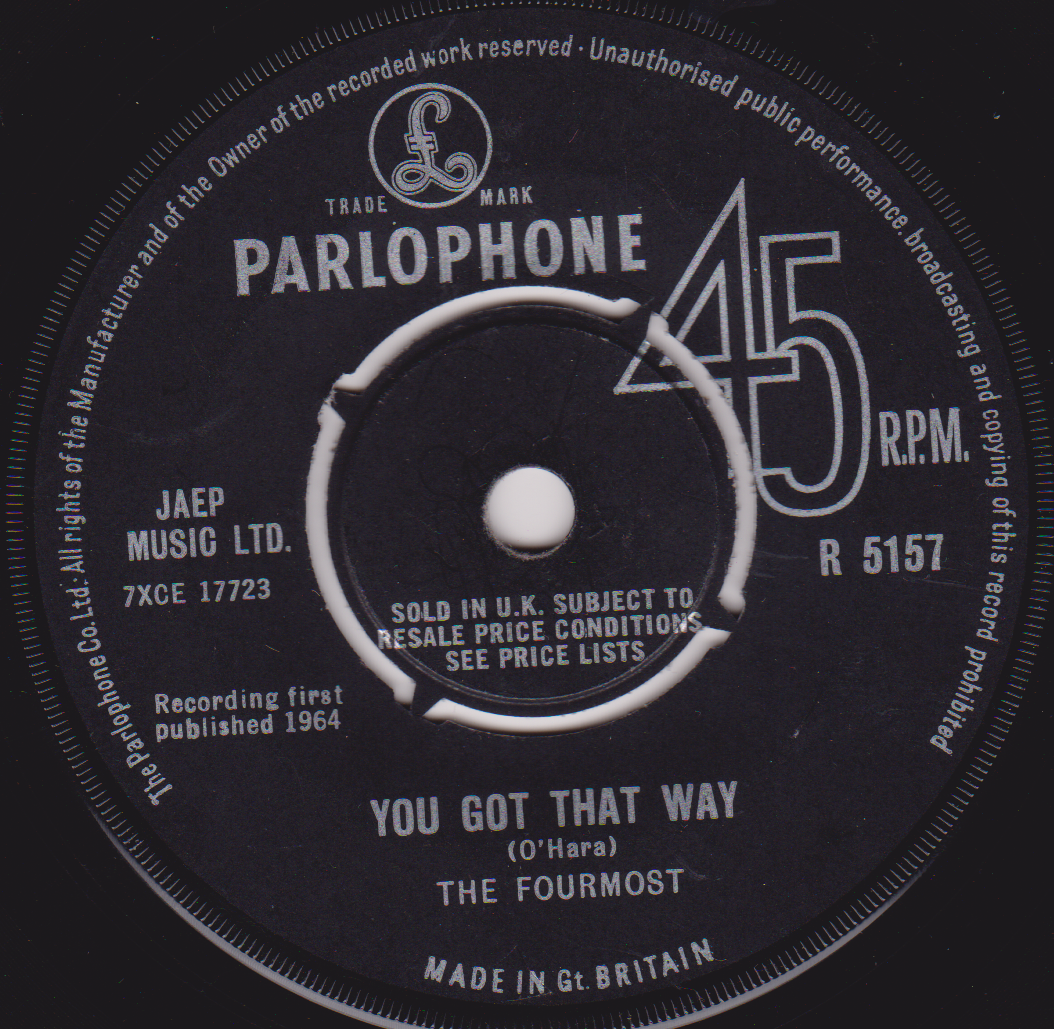 The Parlophone Co. Ltd. · All rights of the Manufacturer and of the Owner of the recorded work reserved · Unauthorised public performance, broadcasting and copying of this record prohibited
£
TRADE MARK
PARLOPHONE
45
R.P.M.
JAEP
MUSIC LTD.
7XCE 17723
R 5157
SOLD IN U.K. SUBJECT TO
RESALE PRICE CONDITIONS
SEE PRICE LISTS
Recording first
published 1964
YOU GOT THAT WAY
(O'Hara)
THE FOURMOST
MADE IN Gt. BRITAIN